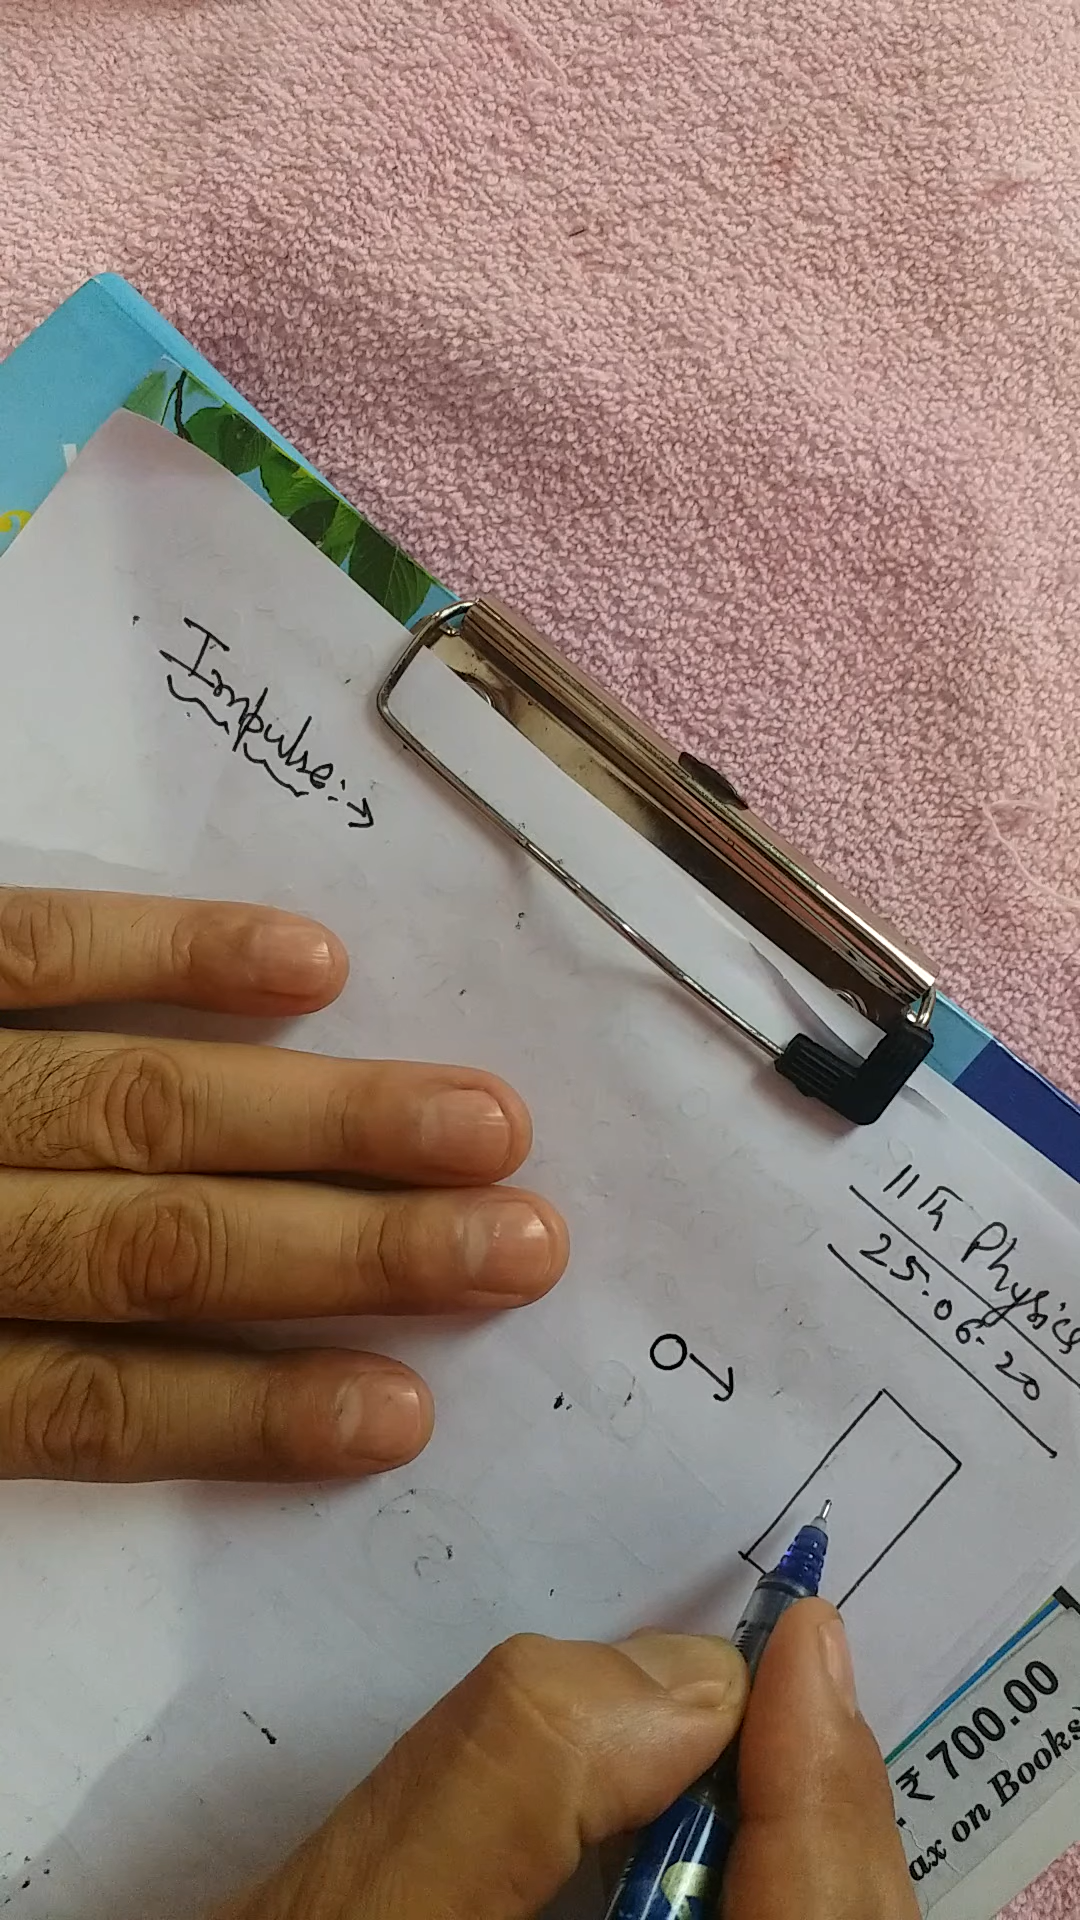 Impulse:→
11th Physics
25.06.20
₹ 700.00
ax on Books)